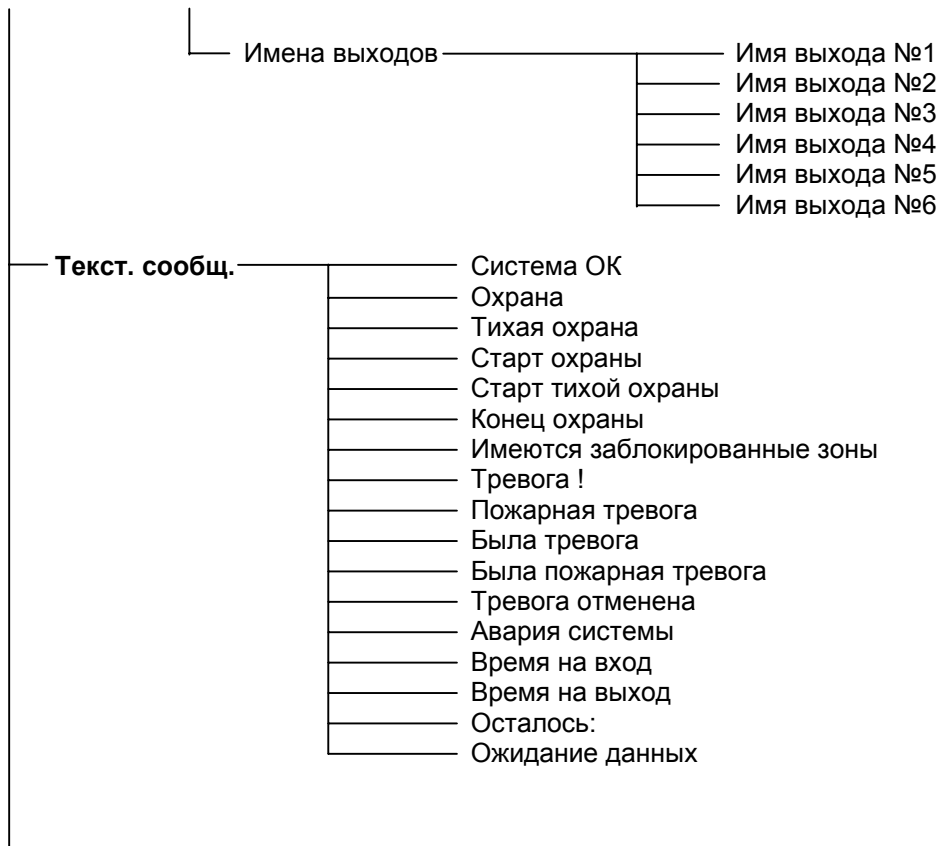 Имена выходов
Имя выхода №1
Имя выхода №2
Имя выхода №3
Имя выхода №4
Имя выхода №5
Имя выхода №6
Текст. сообщ.
Система ОК
Охрана
Тихая охрана
Старт охраны
Старт тихой охраны
Конец охраны
Имеются заблокированные зоны
Тревога !
Пожарная тревога
Была тревога
Была пожарная тревога
Тревога отменена
Авария системы
Время на вход
Время на выход
Осталось:
Ожидание данных